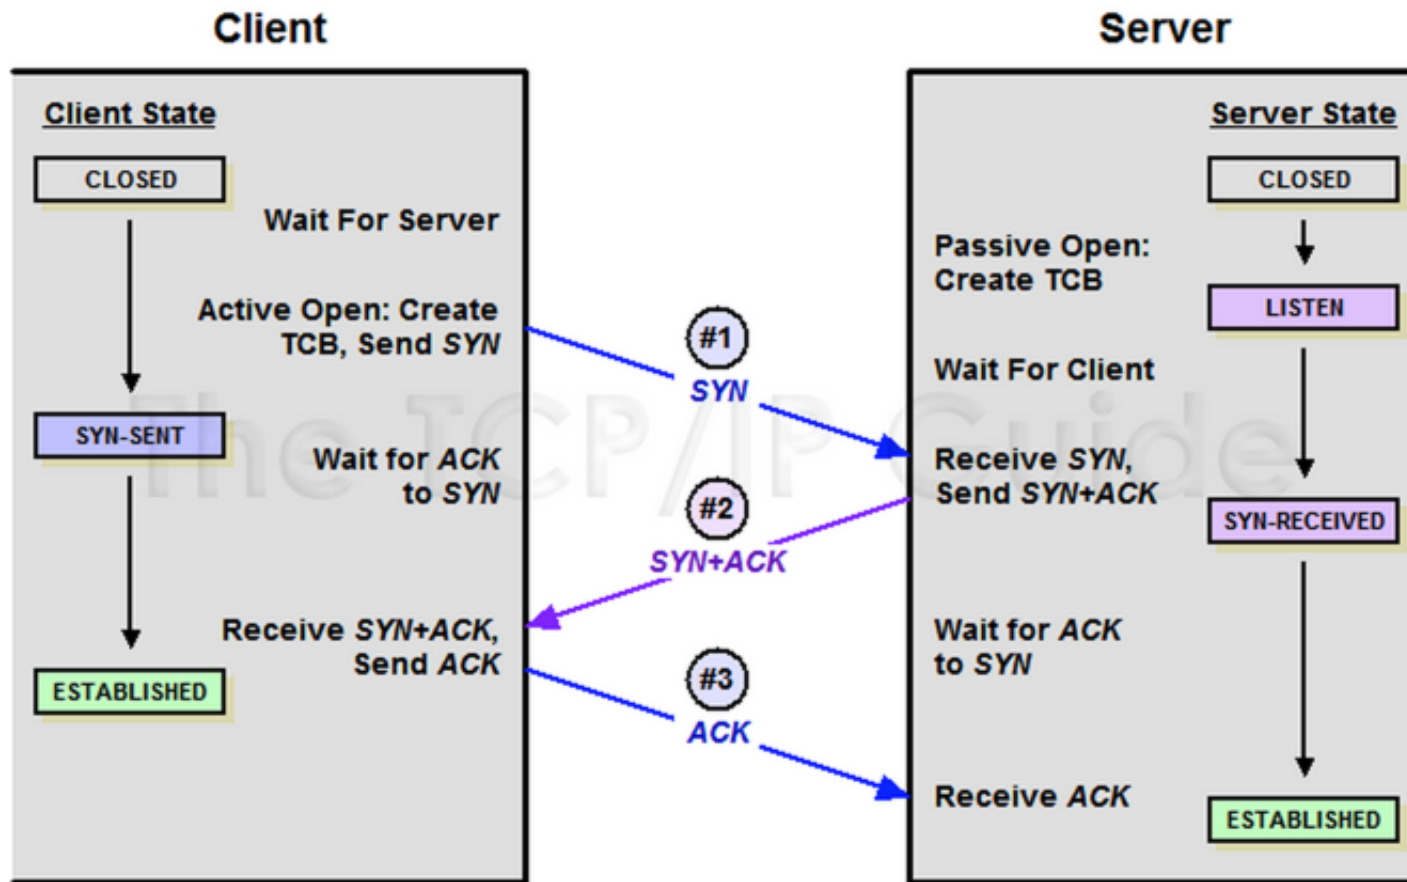 Client
Server
Client State
CLOSED
Wait For Server
Active Open: Create
TCB, Send SYN
SYN-SENT
Wait for ACK
to SYN
Receive SYN+ACK,
Send ACK
ESTABLISHED
#1
SYN
#2
SYN+ACK
#3
ACK
Server State
CLOSED
Passive Open:
Create TCB
LISTEN
Wait For Client
Receive SYN,
Send SYN+ACK
SYN-RECEIVED
Wait for ACK
to SYN
Receive ACK
ESTABLISHED
The TCP/IP Guide